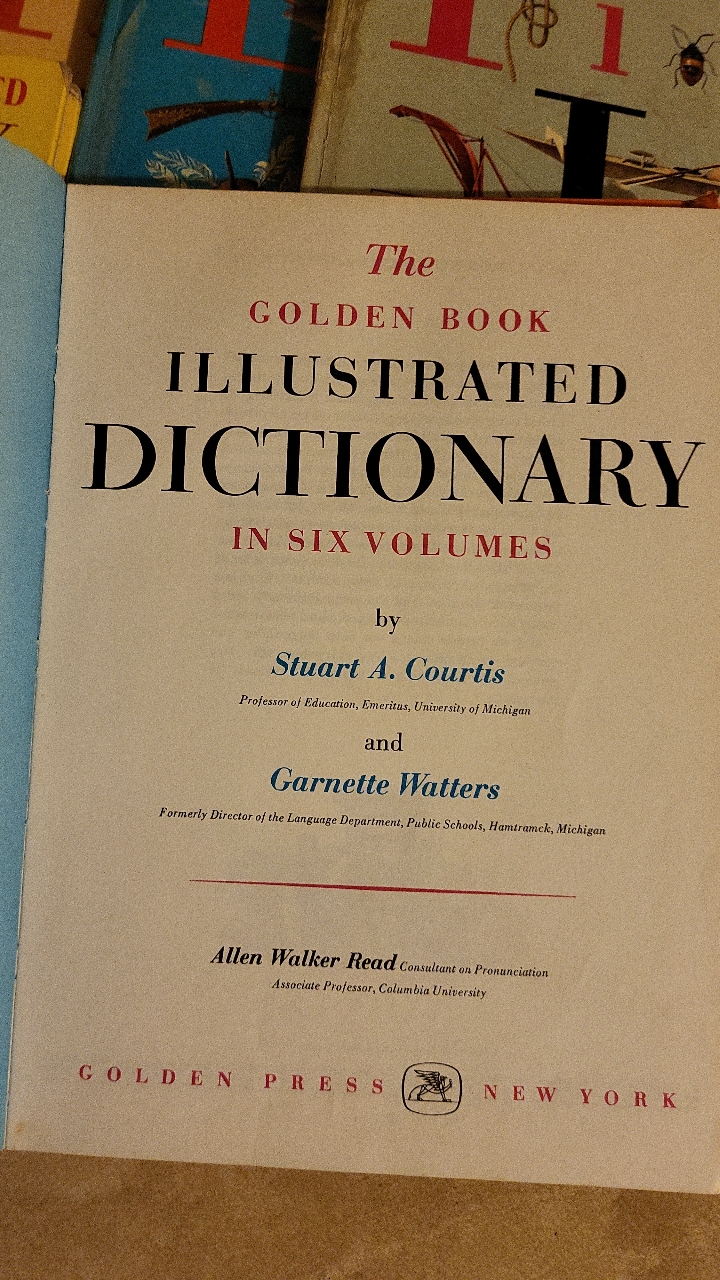 i
The
GOLDEN BOOK
ILLUSTRATED
DICTIONARY
IN SIX VOLUMES
by
Stuart A. Courtis
Professor of Education, Emeritus, University of Michigan
and
Garnette Watters
Formerly Director of the Language Department, Public Schools, Hamtramck, Michigan
Allen Walker Read Consultant on Pronunciation
Associate Professor, Columbia University
GOLDEN PRESS NEW YORK